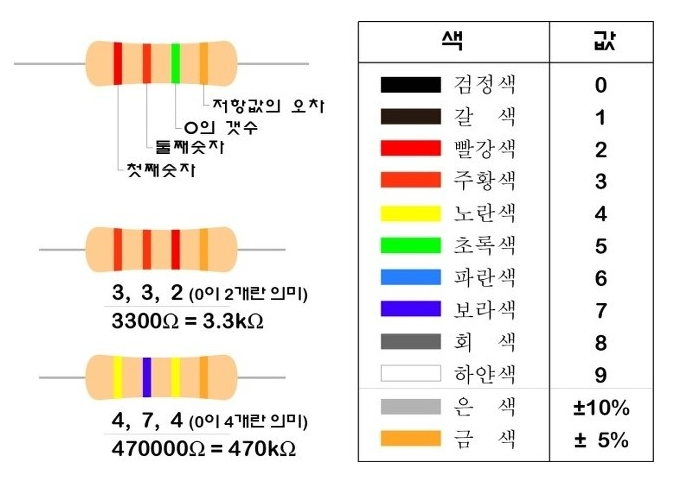 저항값의 오차
0의 갯수
둘째숫자
첫째숫자
3, 3, 2 (0이 2개란 의미)
3300Ω = 3.3kΩ
4, 7, 4 (0이 4개란 의미)
470000Ω = 470kΩ
색 값
검정색 0
갈 색 1
빨강색 2
주황색 3
노란색 4
초록색 5
파란색 6
보라색 7
회 색 8
하얀색 9
은 색 ±10%
금 색 ± 5%